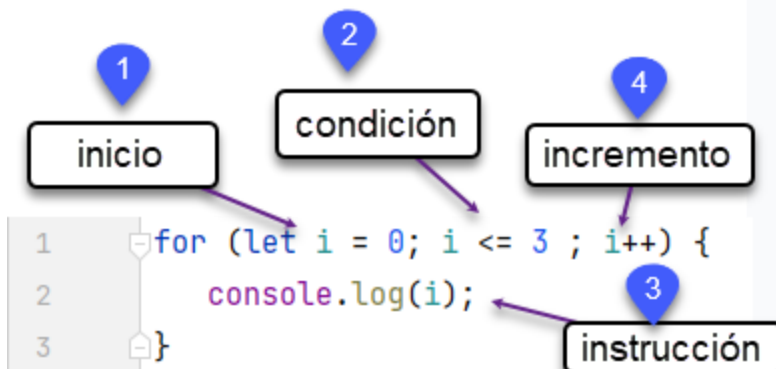 2
1
4
condición
inicio
incremento
1 for (let i = 0; i <= 3 ; i++) {
2 console.log(i);
3
3 }
instrucción